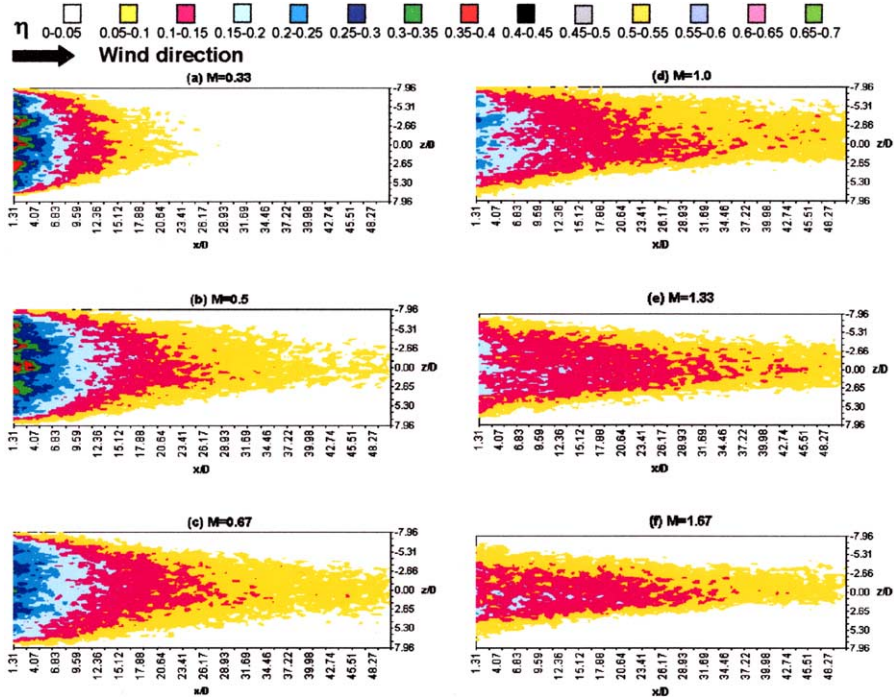 η 0-0.05 0.05-0.1 0.1-0.15 0.15-0.2 0.2-0.25 0.25-0.3 0.3-0.35 0.35-0.4 0.4-0.45 0.45-0.5 0.5-0.55 0.55-0.6 0.6-0.65 0.65-0.7
Wind direction
(a) M=0.33
-7.96
-5.31
-2.66
0.00 z/D
2.65
5.30
7.96
1.31 4.07 6.83 9.59 12.36 15.12 17.88 20.64 23.41 26.17 28.93 31.69 34.46 37.22 39.98 42.74 45.51 48.27
x/D
(d) M=1.0
-7.96
-5.31
-2.66
0.00 z/D
2.65
5.30
7.96
1.31 4.07 6.83 9.59 12.36 15.12 17.88 20.64 23.41 26.17 28.93 31.69 34.46 37.22 39.98 42.74 45.51 48.27
x/D
(b) M=0.5
-7.96
-5.31
-2.66
0.00 z/D
2.65
5.30
7.96
1.31 4.07 6.83 9.59 12.36 15.12 17.88 20.64 23.41 26.17 28.93 31.69 34.46 37.22 39.98 42.74 45.51 48.27
x/D
(e) M=1.33
-7.96
-5.31
-2.66
0.00 z/D
2.65
5.30
7.96
1.31 4.07 6.83 9.59 12.36 15.12 17.88 20.64 23.41 26.17 28.93 31.69 34.46 37.22 39.98 42.74 45.51 48.27
x/D
(c) M=0.67
-7.96
-5.31
-2.66
0.00 z/D
2.65
5.30
7.96
1.31 4.07 6.83 9.59 12.36 15.12 17.88 20.64 23.41 26.17 28.93 31.69 34.46 37.22 39.98 42.74 45.51 48.27
x/D
(f) M=1.67
-7.96
-5.31
-2.66
0.00 z/D
2.65
5.30
7.96
1.31 4.07 6.83 9.59 12.36 15.12 17.88 20.64 23.41 26.17 28.93 31.69 34.46 37.22 39.98 42.74 45.51 48.27
x/D